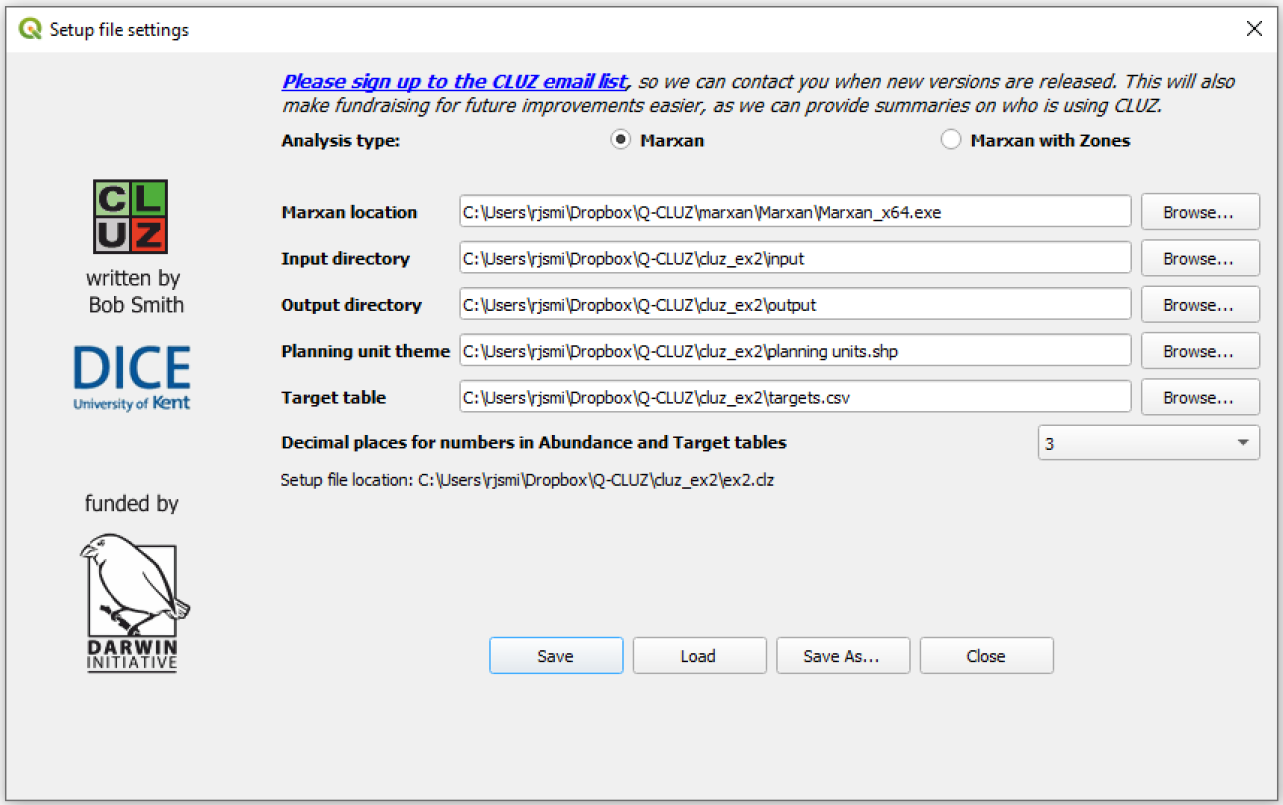 Setup file settings
Please sign up to the CLUZ email list, so we can contact you when new versions are released. This will also
make fundraising for future improvements easier, as we can provide summaries on who is using CLUZ.
Analysis type: Marxan Marxan with Zones
CL
UZ
written by
Bob Smith
DICE
University of Kent
funded by
DARWIN
INITIATIVE
Marxan location C:\Users\rjsmi\Dropbox\Q-CLUZ\marxan\Marxan\Marxan_x64.exe Browse...
Input directory C:\Users\rjsmi\Dropbox\Q-CLUZ\cluz_ex2\input Browse...
Output directory C:\Users\rjsmi\Dropbox\Q-CLUZ\cluz_ex2\output Browse...
Planning unit theme C:\Users\rjsmi\Dropbox\Q-CLUZ\cluz_ex2\planning units.shp Browse...
Target table C:\Users\rjsmi\Dropbox\Q-CLUZ\cluz_ex2\targets.csv Browse...
Decimal places for numbers in Abundance and Target tables 3
Setup file location: C:\Users\rjsmi\Dropbox\Q-CLUZ\cluz_ex2\ex2.clz
Save Load Save As... Close